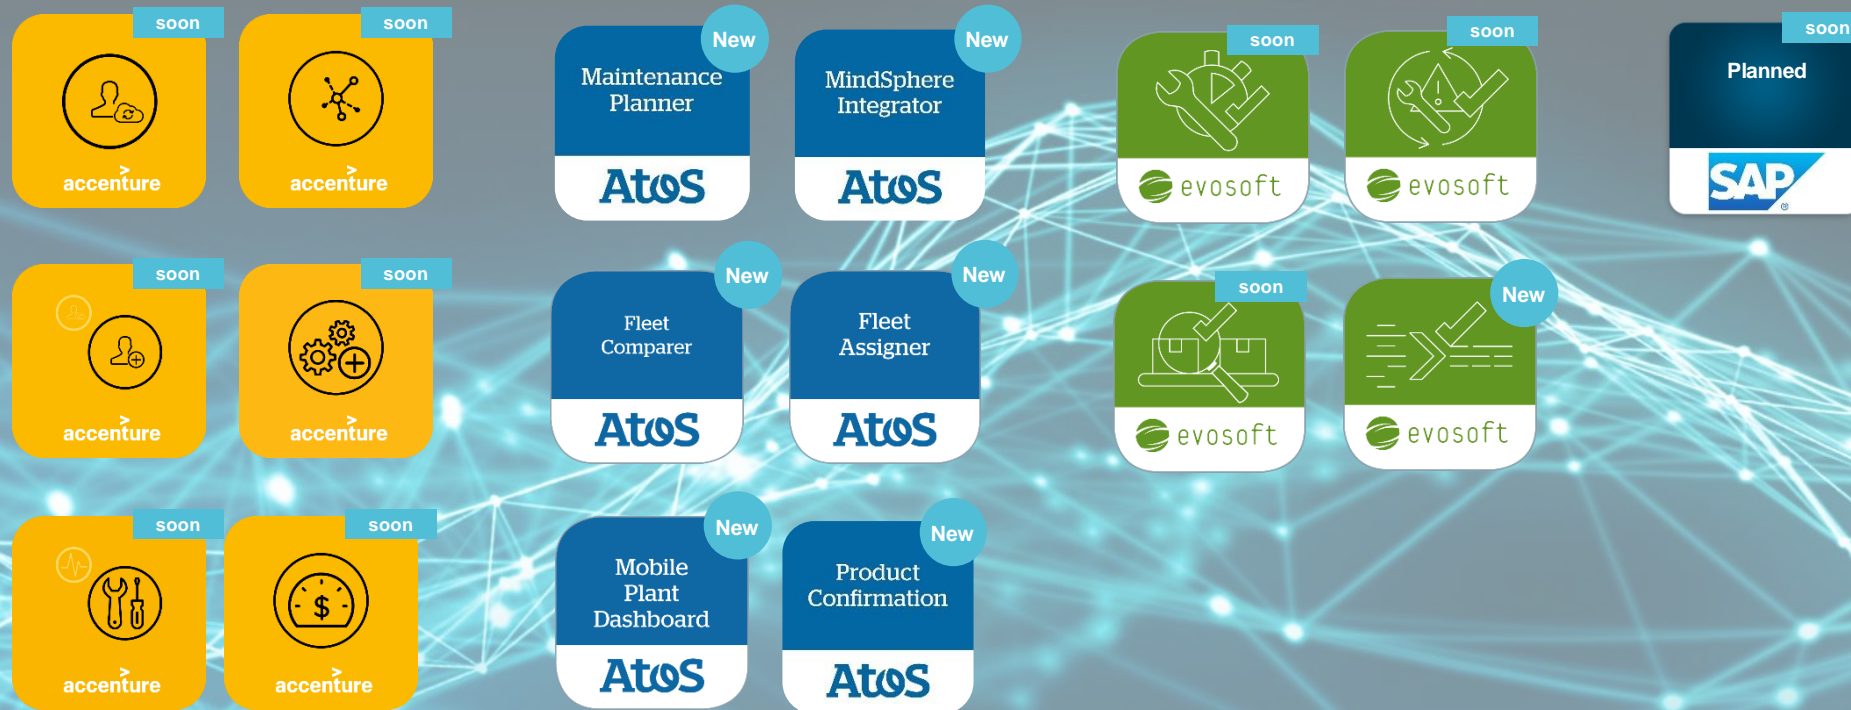 soon
soon
New
New
soon
soon
soon
Maintenance
Planner
MindSphere
Integrator
Planned
accenture
accenture
Atos
Atos
evosoft
evosoft
SAP
soon
soon
New
New
soon
New
Fleet
Comparer
Fleet
Assigner
accenture
accenture
Atos
Atos
evosoft
evosoft
soon
soon
New
New
$
Mobile
Plant
Dashboard
Product
Confirmation
accenture
accenture
Atos
Atos